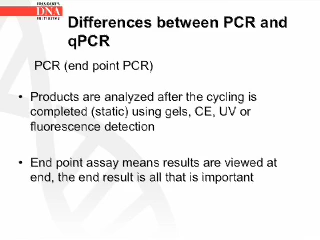 DNA
INITIATIVE
Differences between PCR and
qPCR
PCR (end point PCR)
• Products are analyzed after the cycling is
completed (static) using gels, CE, UV or
fluorescence detection
• End point assay means results are viewed at
end, the end result is all that is important